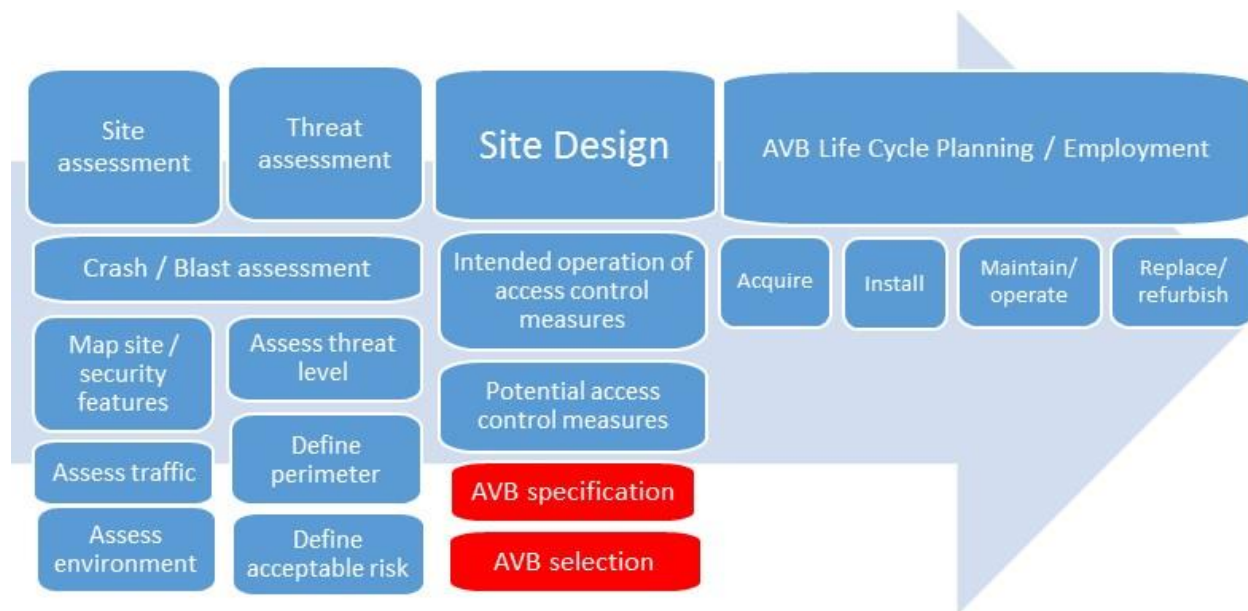 Site
assessment
Threat
assessment
Site Design
AVB Life Cycle Planning / Employment
Crash / Blast assessment
Intended operation of
access control
measures
Acquire
Install
Maintain/
operate
Replace/
refurbish
Map site /
security
features
Assess threat
level
Potential access
control measures
Define
perimeter
Assess traffic
AVB specification
Assess
environment
Define
acceptable risk
AVB selection